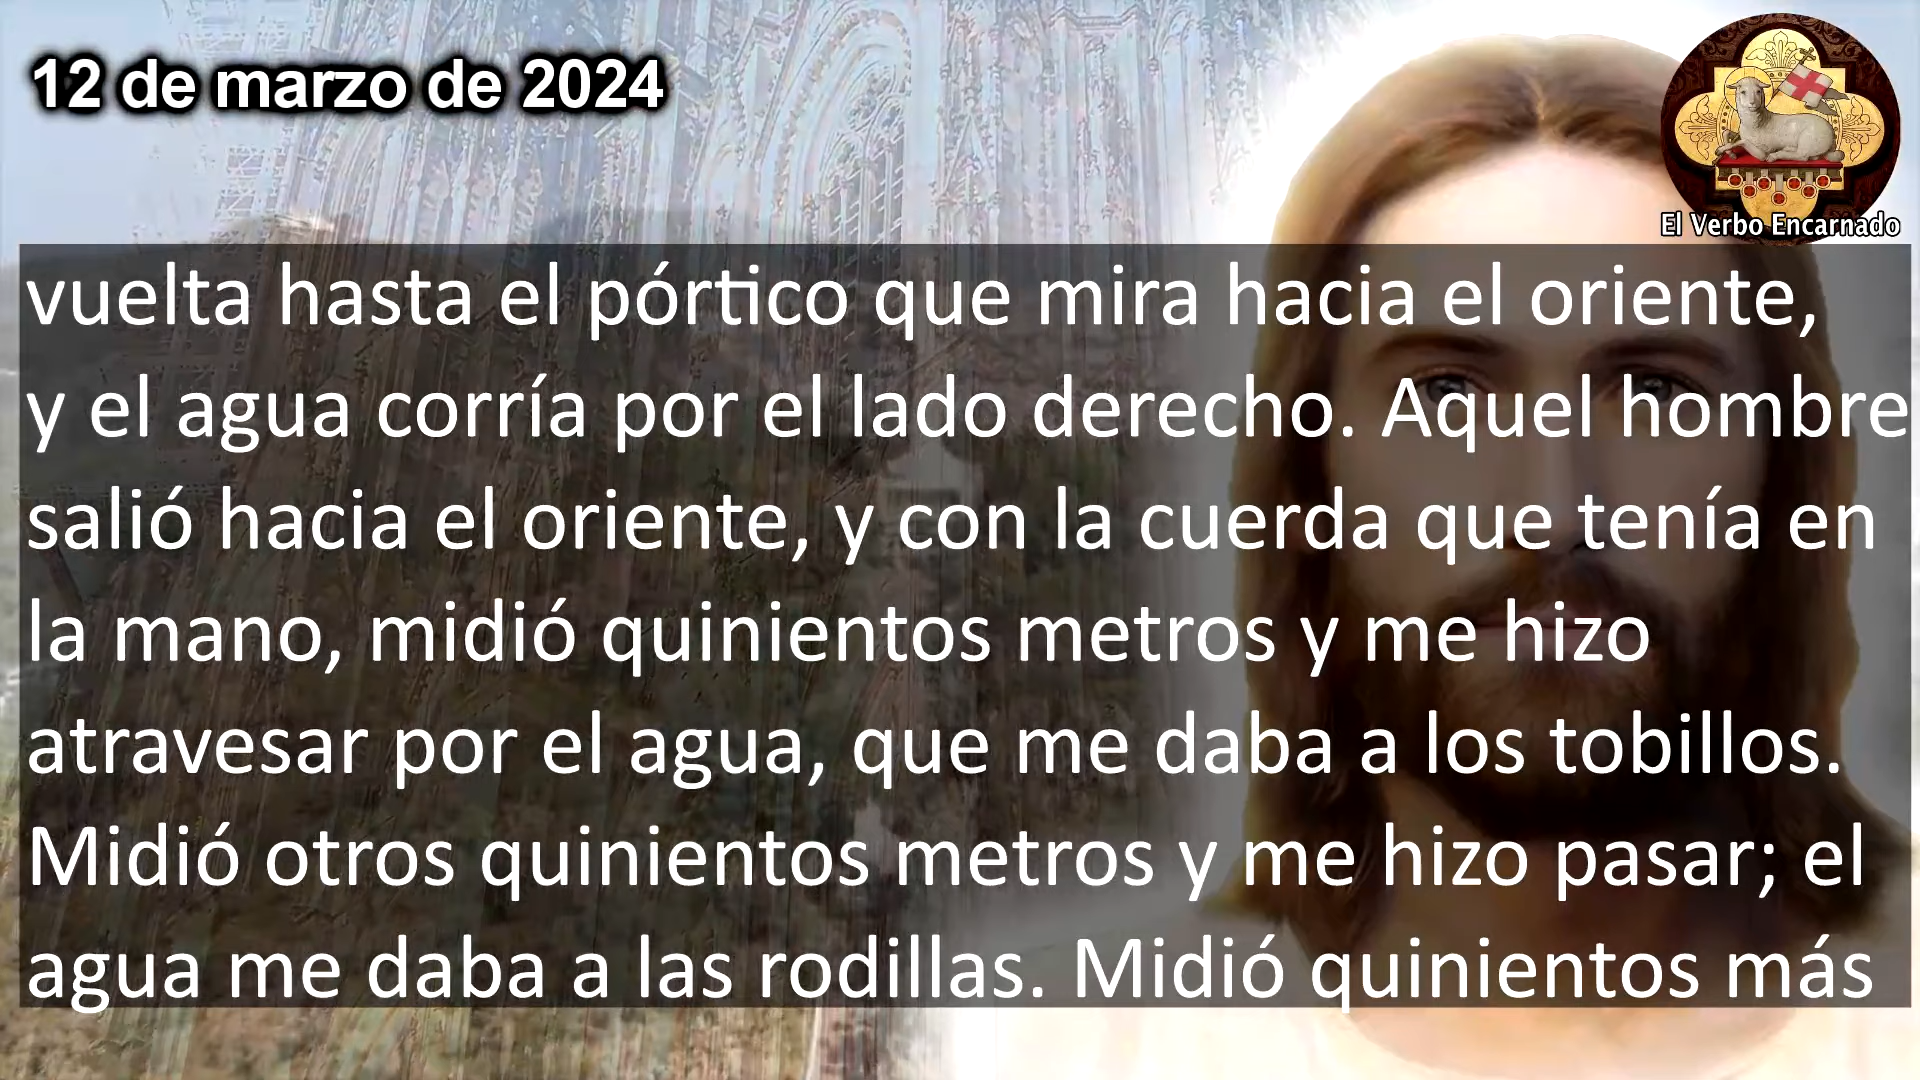 12 de marzo de 2024
El Verbo Encarnado
vuelta hasta el pórtico que mira hacia el oriente,
y el agua corría por el lado derecho. Aquel hombre
salió hacia el oriente, y con la cuerda que tenía en
la mano, midió quinientos metros y me hizo
atravesar por el agua, que me daba a los tobillos.
Midió otros quinientos metros y me hizo pasar; el
agua me daba a las rodillas. Midió quinientos más